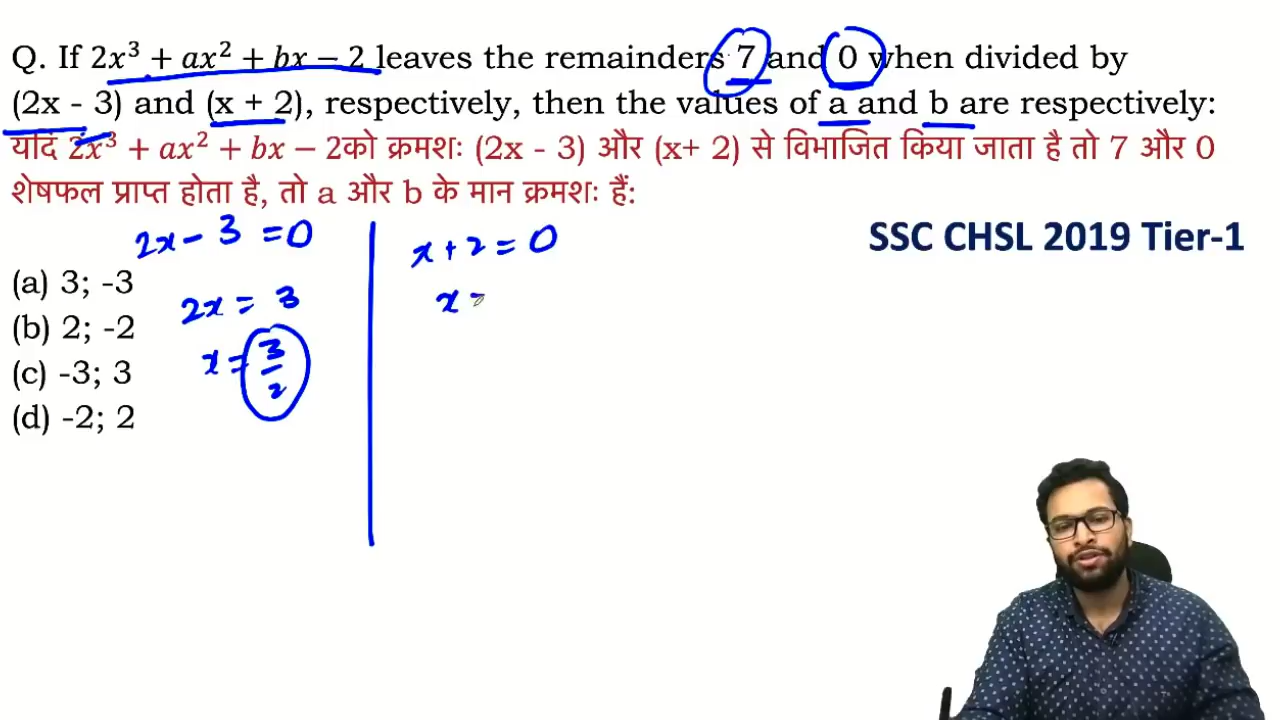 Q. If 2x³ + ax² + bx − 2 leaves the remainders 7 and 0 when divided by
(2x - 3) and (x + 2), respectively, then the values of a and b are respectively:
यदि 2x³ + ax² + bx − 2को क्रमशः (2x - 3) और (x+ 2) से विभाजित किया जाता है तो 7 और 0
शेषफल प्राप्त होता है, तो a और b के मान क्रमशः हैं:
SSC CHSL 2019 Tier-1
(a) 3; -3
(b) 2; -2
(c) -3; 3
(d) -2; 2
2x - 3 = 0
2x = 3
x = 3/2
x + 2 = 0
x =